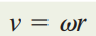 v = ωr